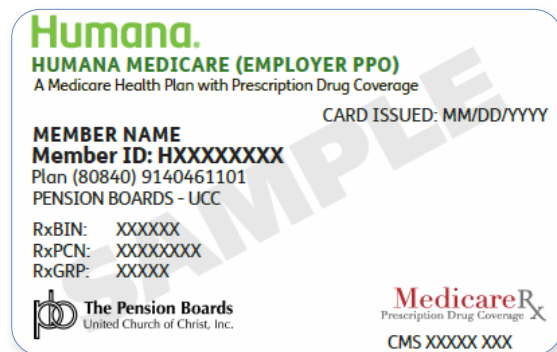 Humana.
HUMANA MEDICARE (EMPLOYER PPO)
A Medicare Health Plan with Prescription Drug Coverage
CARD ISSUED: MM/DD/YYYY
MEMBER NAME
Member ID: HXXXXXXXX
Plan (80840) 9140461101
PENSION BOARDS - UCC
RxBIN: XXXXXX
RxPCN: XXXXXXXX
RxGRP: XXXXX
SAMPLE
pb The Pension Boards
United Church of Christ, Inc.
MedicareRx
Prescription Drug Coverage
CMS XXXXX XXX